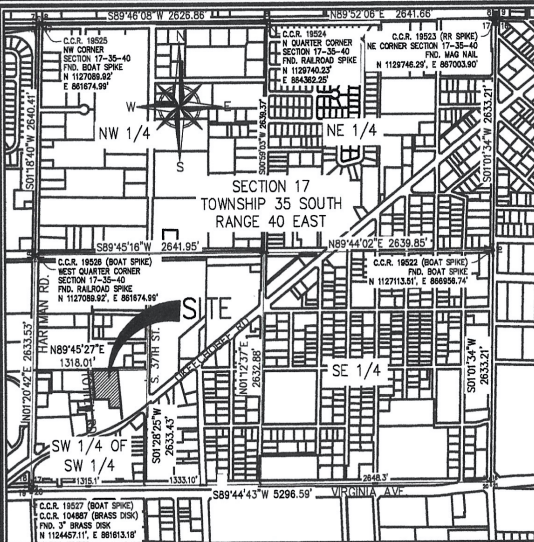 S89°46'08"W 2626.86'
N89°52'06"E 2641.66'
C.C.R. 19525
NW CORNER
SECTION 17-35-40
FND. BOAT SPIKE
N 1127089.92'
E 861674.99'
C.C.R. 19524
N QUARTER CORNER
SECTION 17-35-40
FND. RAILROAD SPIKE
N 1129740.23'
E 864362.25'
C.C.R. 19523 (RR SPIKE)
NE CORNER SECTION 17-35-40
FND. MAG NAIL
N 1129746.29', E 867003.90'
N
W
E
S
NW 1/4
NE 1/4
S01°18'40"W 2640.41'
S00°59'03"W 2639.57'
S01°01'34"W 2633.21'
SECTION 17
TOWNSHIP 35 SOUTH
RANGE 40 EAST
S89°45'16"W 2641.95'
N89°44'02"E 2639.85'
C.C.R. 19526 (BOAT SPIKE)
WEST QUARTER CORNER
SECTION 17-35-40
FND. RAILROAD SPIKE
N 1127089.92', E 861674.99'
C.C.R. 19522 (BOAT SPIKE)
FND. BOAT SPIKE
N 1127113.51', E 866956.74'
SITE
HARTMAN RD.
N01°20'42"E 2633.53'
N89°45'27"E
1318.01'
S. 37TH ST.
OKEECHOBEE RD.
N01°12'37"E
2632.88'
SE 1/4
S01°01'34"W
2633.21'
S01°28'25"W
2633.43'
SW 1/4 OF
SW 1/4
1315.1'
1333.10'
2648.3'
S89°44'43"W 5296.59'
VIRGINIA AVE.
C.C.R. 19527 (BOAT SPIKE)
C.C.R. 104887 (BRASS DISK)
FND. 3" BRASS DISK
N 1124457.11', E 861613.18'